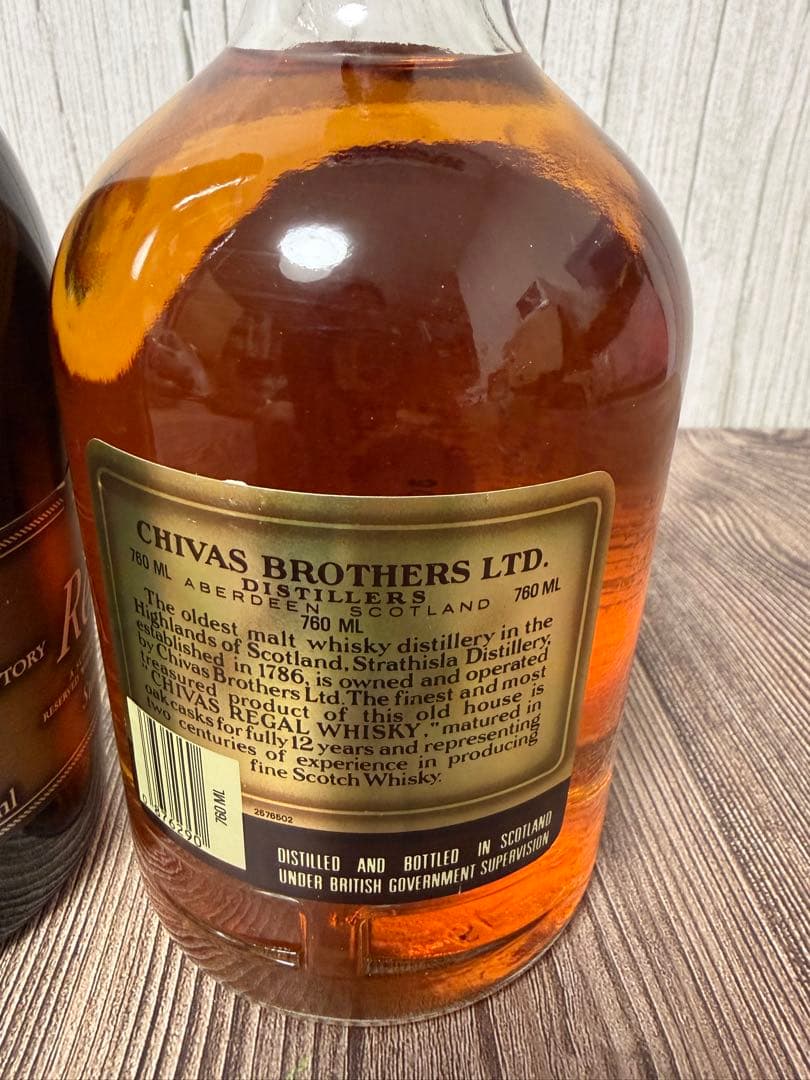 CHIVAS BROTHERS LTD.
760 ML DISTILLERS 760 ML
ABERDEEN SCOTLAND
760 ML
The oldest malt whisky distillery in the
Highlands of Scotland, Strathisla Distillery,
established in 1786, is owned and operated
by Chivas Brothers Ltd. The finest and most
treasured product of this old house is
"CHIVAS REGAL WHISKY," matured in
oak casks for fully 12 years and representing
two centuries of experience in producing
fine Scotch Whisky.
760 ML
2576502
DISTILLED AND BOTTLED IN SCOTLAND
UNDER BRITISH GOVERNMENT SUPERVISION
TORY
RESERVED
ml